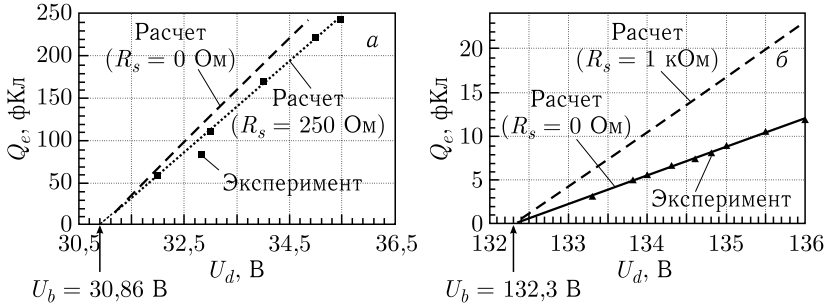 250
200
150
100
50
0
Q_e, фКл
Расчет
(R_s = 0 Ом)
а
Расчет
(R_s = 250 Ом)
Эксперимент
30,5 32,5 34,5 36,5
U_d, В
U_b = 30,86 В
20
15
10
5
0
Q_e, фКл
Расчет
(R_s = 1 кОм)
б
Расчет
(R_s = 0 Ом)
Эксперимент
132 133 134 135 136
U_d, В
U_b = 132,3 В